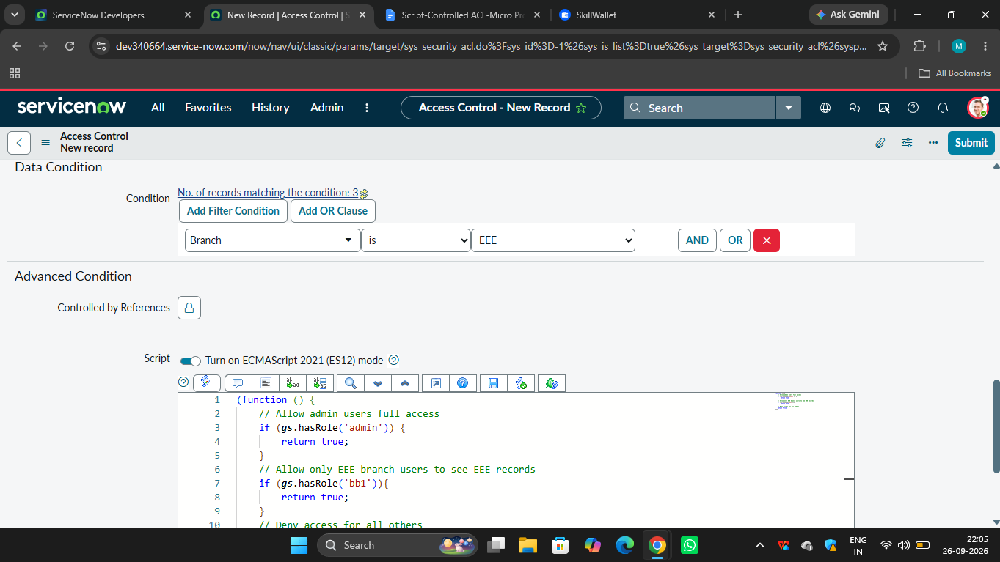 ServiceNow Developers
New Record | Access Control | S
Script-Controlled ACL-Micro Pr
SkillWallet
Ask Gemini
dev340664.service-now.com/now/nav/ui/classic/params/target/sys_security_acl.do%3Fsys_id%3D-1%26sys_is_list%3Dtrue%26sys_target%3Dsys_security_acl%26sysp...
M
All Bookmarks
servicenow
All
Favorites
History
Admin
Access Control - New Record
Search
Access Control
New record
Submit
Data Condition
Condition
No. of records matching the condition: 3
Add Filter Condition
Add OR Clause
Branch
is
EEE
AND
OR
Advanced Condition
Controlled by References
Script
Turn on ECMAScript 2021 (ES12) mode
1 (function () {
2 // Allow admin users full access
3 if (gs.hasRole('admin')) {
4 return true;
5 }
6 // Allow only EEE branch users to see EEE records
7 if (gs.hasRole('bb1')){
8 return true;
9 }
10 // Deny access for all others
Search
ENG
IN
22:05
26-09-2026